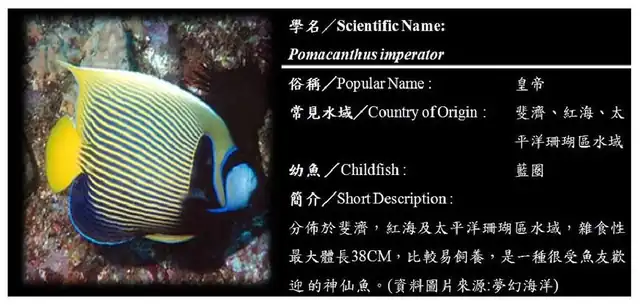 學名／Scientific Name:
Pomacanthus imperator
俗稱／Popular Name : 皇帝
常見水域／Country of Origin : 斐濟、紅海、太
平洋珊瑚區水域
幼魚／Childfish : 藍圈
簡介／Short Description :
分佈於斐濟，紅海及太平洋珊瑚區水域，雜食性
最大體長38CM，比較易飼養，是一種很受魚友歡
迎的神仙魚。(資料圖片來源:夢幻海洋)